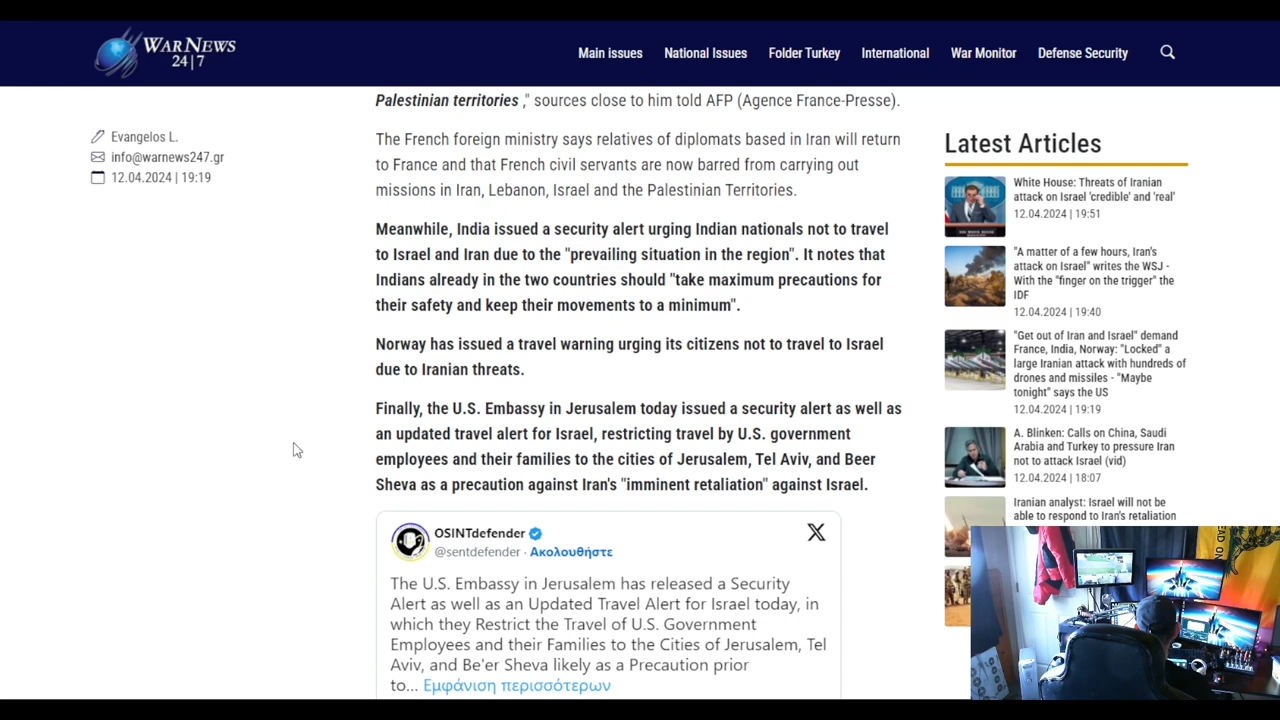 WARNEWS
24|7
Main issues
National Issues
Folder Turkey
International
War Monitor
Defense Security
Evangelos L.
info@warnews247.gr
12.04.2024 | 19:19
Palestinian territories ," sources close to him told AFP (Agence France-Presse).
The French foreign ministry says relatives of diplomats based in Iran will return
to France and that French civil servants are now barred from carrying out
missions in Iran, Lebanon, Israel and the Palestinian Territories.
Meanwhile, India issued a security alert urging Indian nationals not to travel
to Israel and Iran due to the "prevailing situation in the region". It notes that
Indians already in the two countries should "take maximum precautions for
their safety and keep their movements to a minimum".
Norway has issued a travel warning urging its citizens not to travel to Israel
due to Iranian threats.
Finally, the U.S. Embassy in Jerusalem today issued a security alert as well as
an updated travel alert for Israel, restricting travel by U.S. government
employees and their families to the cities of Jerusalem, Tel Aviv, and Beer
Sheva as a precaution against Iran's "imminent retaliation" against Israel.
OSINTdefender
@sentdefender · Ακολουθήστε
The U.S. Embassy in Jerusalem has released a Security
Alert as well as an Updated Travel Alert for Israel today, in
which they Restrict the Travel of U.S. Government
Employees and their Families to the Cities of Jerusalem, Tel
Aviv, and Be'er Sheva likely as a Precaution prior
to... Εμφάνιση περισσότερων
Latest Articles
White House: Threats of Iranian
attack on Israel 'credible' and 'real'
12.04.2024 | 19:51
"A matter of a few hours, Iran's
attack on Israel" writes the WSJ -
With the "finger on the trigger" the
IDF
12.04.2024 | 19:40
"Get out of Iran and Israel" demand
France, India, Norway: "Locked" a
large Iranian attack with hundreds of
drones and missiles - "Maybe
tonight" says the US
12.04.2024 | 19:19
A. Blinken: Calls on China, Saudi
Arabia and Turkey to pressure Iran
not to attack Israel (vid)
12.04.2024 | 18:07
Iranian analyst: Israel will not be
able to respond to Iran's retaliation